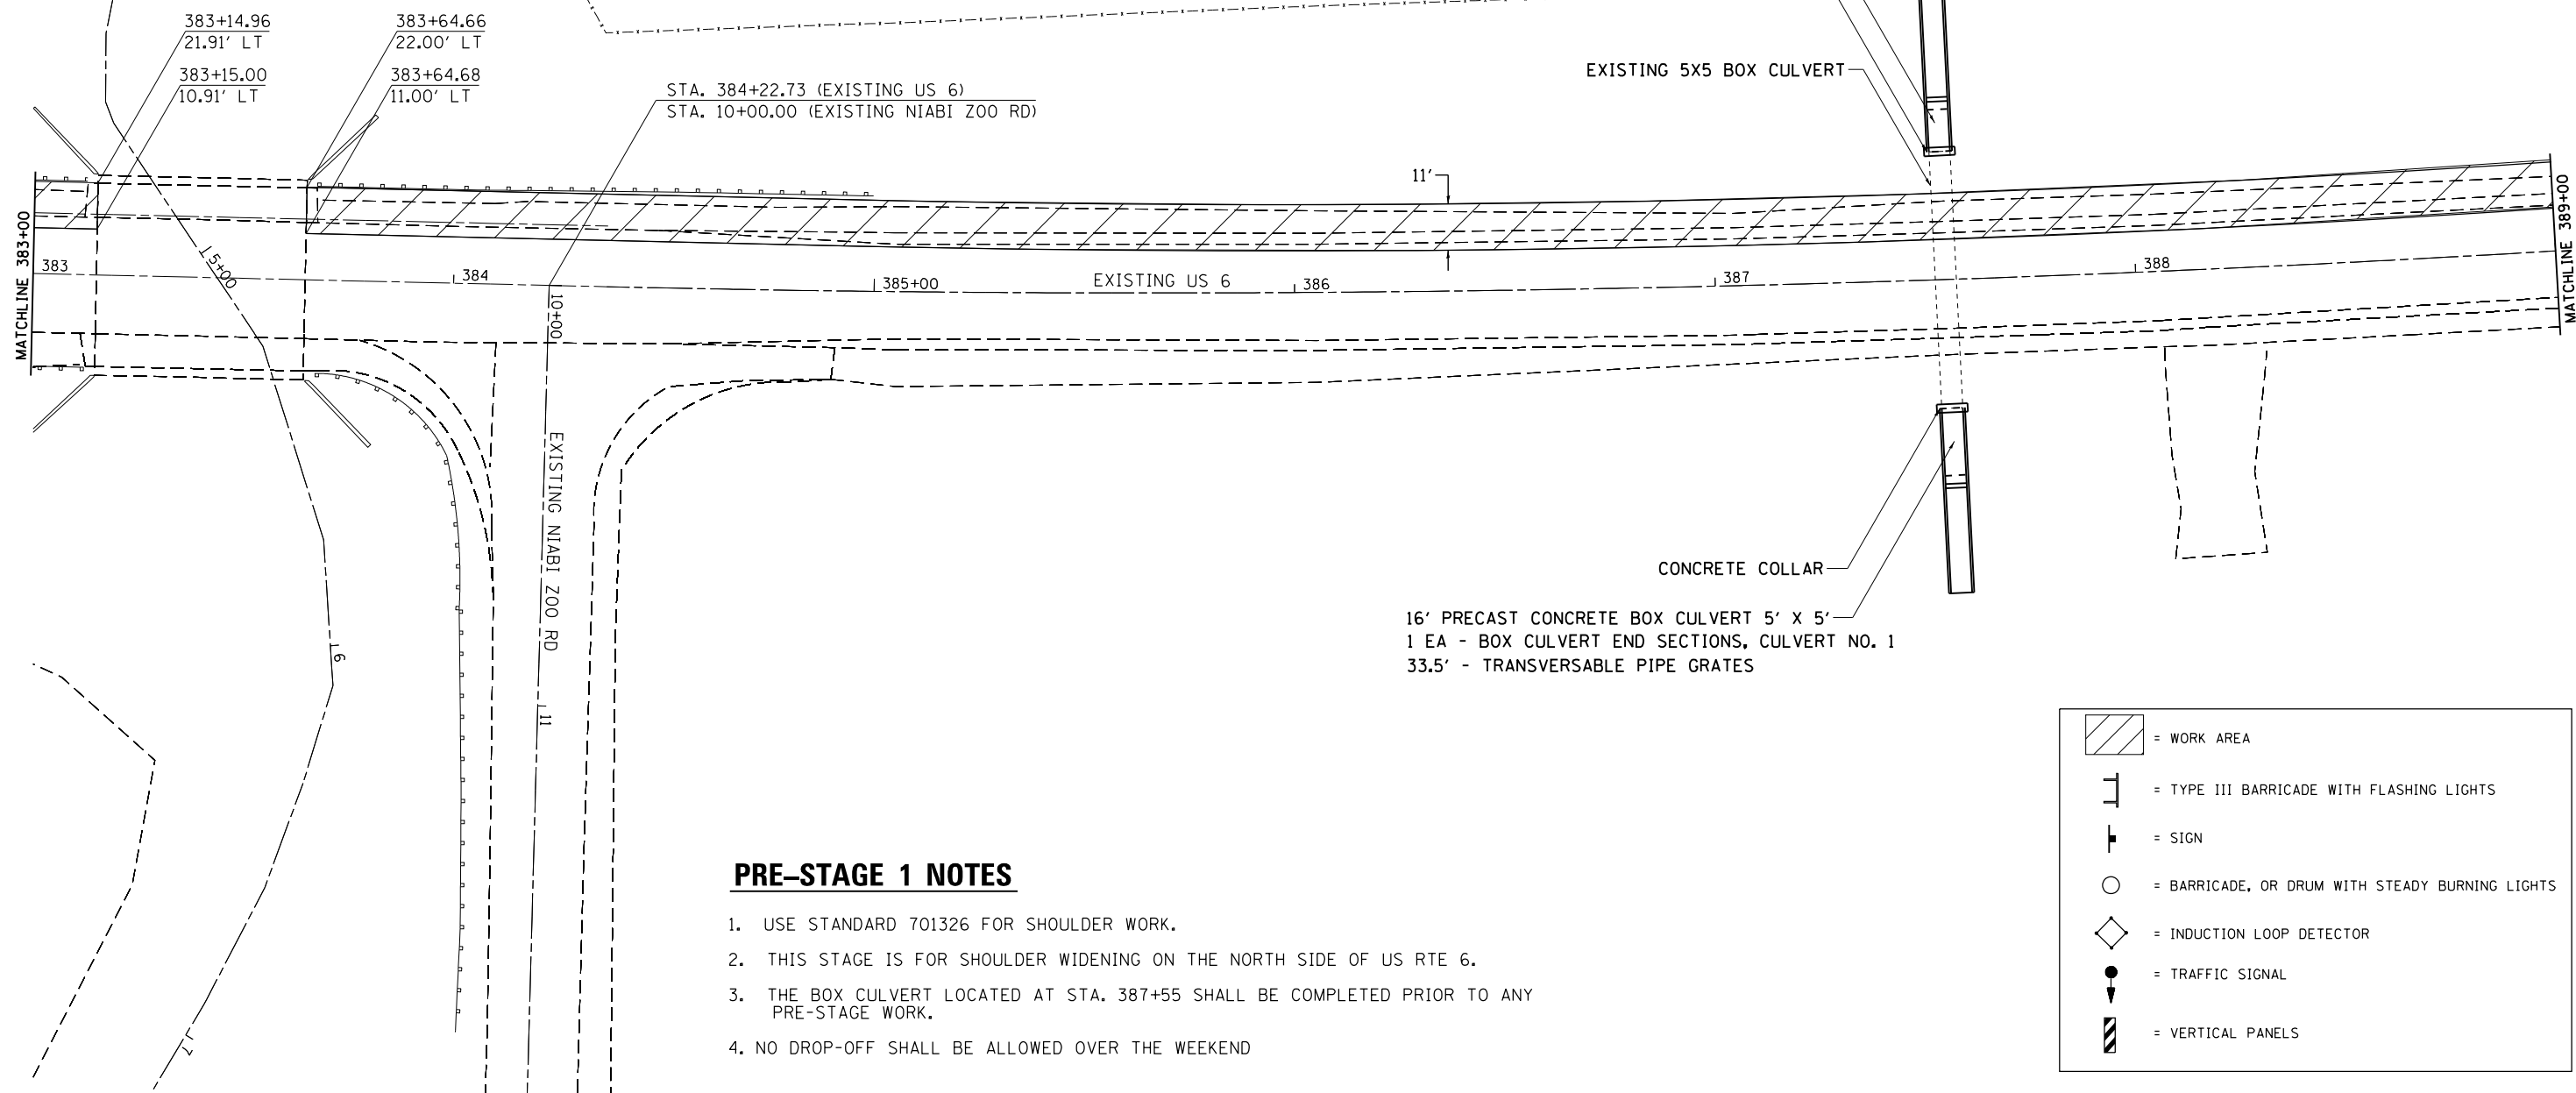 383+14.96
21.91' LT
383+15.00
10.91' LT
383+64.66
22.00' LT
383+64.68
11.00' LT
STA. 384+22.73 (EXISTING US 6)
STA. 10+00.00 (EXISTING NIABI ZOO RD)
EXISTING 5X5 BOX CULVERT
11'
MATCHLINE 383+00
MATCHLINE 389+00
383
5+00
384
385+00
EXISTING US 6
386
387
388
10+00
EXISTING NIABI ZOO RD
6
11
7
CONCRETE COLLAR
16' PRECAST CONCRETE BOX CULVERT 5' X 5'
1 EA - BOX CULVERT END SECTIONS, CULVERT NO. 1
33.5' - TRANSVERSABLE PIPE GRATES
PRE–STAGE 1 NOTES
1. USE STANDARD 701326 FOR SHOULDER WORK.
2. THIS STAGE IS FOR SHOULDER WIDENING ON THE NORTH SIDE OF US RTE 6.
3. THE BOX CULVERT LOCATED AT STA. 387+55 SHALL BE COMPLETED PRIOR TO ANY
PRE-STAGE WORK.
4. NO DROP-OFF SHALL BE ALLOWED OVER THE WEEKEND
= WORK AREA
= TYPE III BARRICADE WITH FLASHING LIGHTS
= SIGN
= BARRICADE, OR DRUM WITH STEADY BURNING LIGHTS
= INDUCTION LOOP DETECTOR
= TRAFFIC SIGNAL
= VERTICAL PANELS